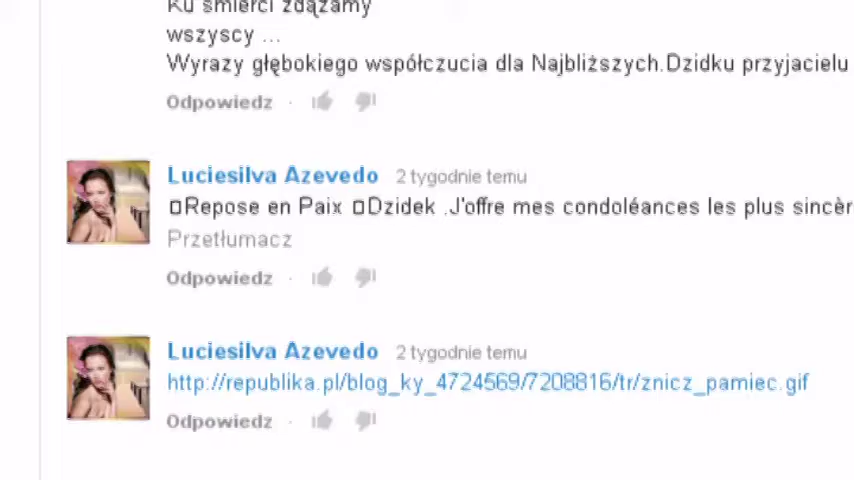 Ku śmierci zdążamy
wszyscy ...
Wyrazy głębokiego współczucia dla Najbliższych.Dzidku przyjacielu
Odpowiedz ·
Luciesilva Azevedo 2 tygodnie temu
▯Repose en Paix ▯Dzidek .J'offre mes condoléances les plus sincèr
Przetłumacz
Odpowiedz ·
Luciesilva Azevedo 2 tygodnie temu
http://republika.pl/blog_ky_4724569/7208816/tr/znicz_pamiec.gif
Odpowiedz ·